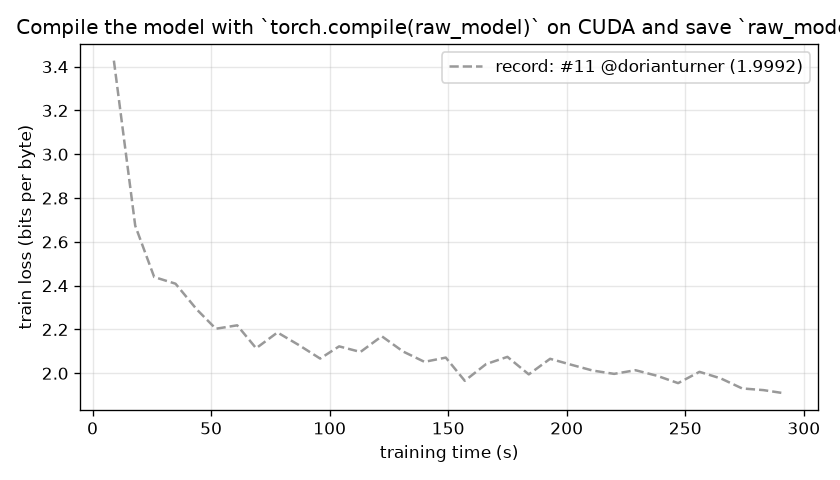 Compile the model with `torch.compile(raw_model)` on CUDA and save `raw_mode
record: #11 @dorianturner (1.9992)
train loss (bits per byte)
3.4
3.2
3.0
2.8
2.6
2.4
2.2
2.0
0 50 100 150 200 250 300
training time (s)